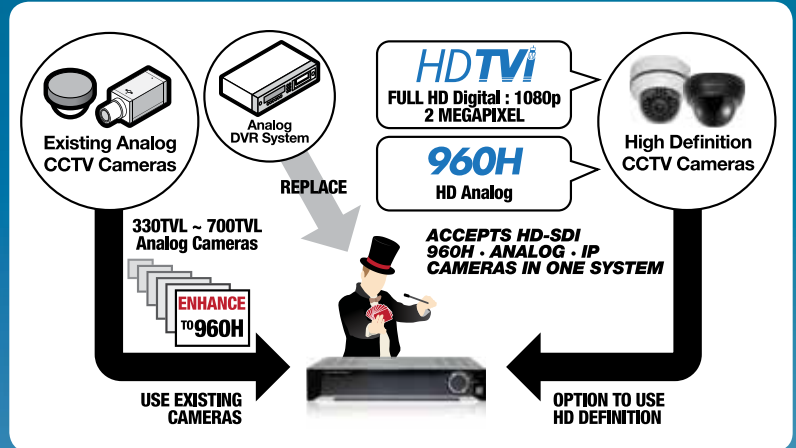 Existing Analog
CCTV Cameras
Analog
DVR System
HDTVi
FULL HD Digital : 1080p
2 MEGAPIXEL
960H
HD Analog
High Definition
CCTV Cameras
REPLACE
330TVL ~ 700TVL
Analog Cameras
ENHANCE
TO 960H
ACCEPTS HD-SDI
960H · ANALOG · IP
CAMERAS IN ONE SYSTEM
USE EXISTING
CAMERAS
OPTION TO USE
HD DEFINITION